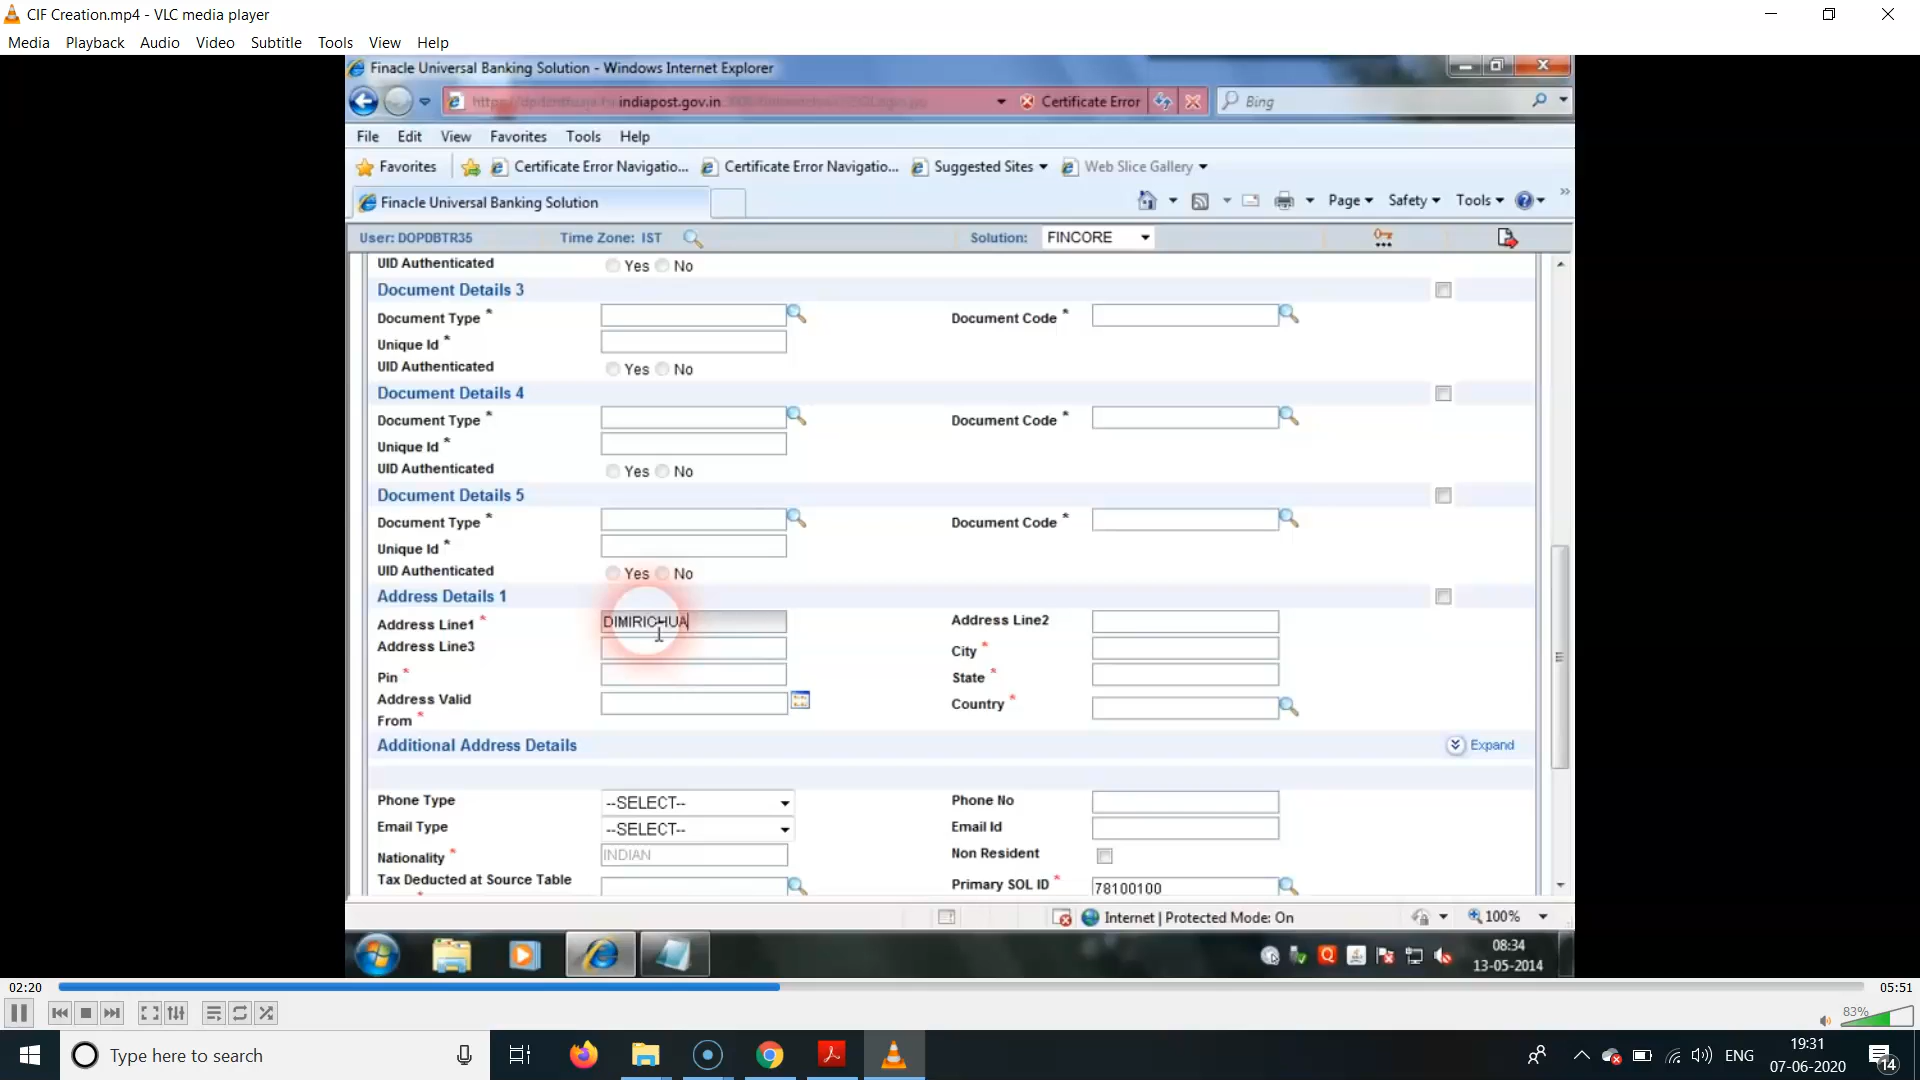 CIF Creation.mp4 - VLC media player
Media Playback Audio Video Subtitle Tools View Help
Finacle Universal Banking Solution - Windows Internet Explorer
indiapost.gov.in Certificate Error Bing
File Edit View Favorites Tools Help
Favorites Certificate Error Navigatio... Certificate Error Navigatio... Suggested Sites Web Slice Gallery
Finacle Universal Banking Solution Page Safety Tools
User: DOPDBTR35 Time Zone: IST Solution: FINCORE
UID Authenticated Yes No
Document Details 3
Document Type * Document Code *
Unique Id *
UID Authenticated Yes No
Document Details 4
Document Type * Document Code *
Unique Id *
UID Authenticated Yes No
Document Details 5
Document Type * Document Code *
Unique Id *
UID Authenticated Yes No
Address Details 1
Address Line1 * DIMIRICHUA Address Line2
Address Line3 City *
Pin * State *
Address Valid From * Country *
Additional Address Details Expand
Phone Type --SELECT-- Phone No
Email Type --SELECT-- Email Id
Nationality * INDIAN Non Resident
Tax Deducted at Source Table Primary SOL ID * 78100100
Internet | Protected Mode: On 100%
08:34
13-05-2014
02:20 05:51
83%
Type here to search ENG 19:31
07-06-2020 14